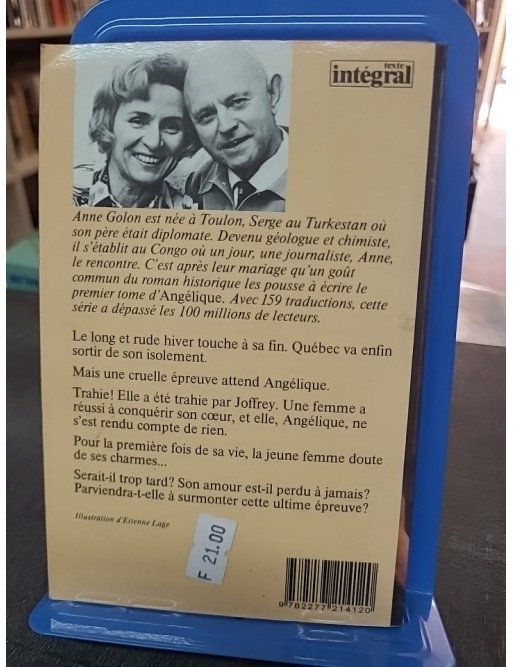 texte
intégral
Anne Golon est née à Toulon, Serge au Turkestan où
son père était diplomate. Devenu géologue et chimiste,
il s'établit au Congo où un jour, une journaliste, Anne,
le rencontre. C'est après leur mariage qu'un goût
commun du roman historique les pousse à écrire le
premier tome d'Angélique. Avec 159 traductions, cette
série a dépassé les 100 millions de lecteurs.
Le long et rude hiver touche à sa fin. Québec va enfin
sortir de son isolement.
Mais une cruelle épreuve attend Angélique.
Trahie! Elle a été trahie par Joffrey. Une femme a
réussi à conquérir son cœur, et elle, Angélique, ne
s'est rendu compte de rien.
Pour la première fois de sa vie, la jeune femme doute
de ses charmes...
Serait-il trop tard? Son amour est-il perdu à jamais?
Parviendra-t-elle à surmonter cette ultime épreuve?
Illustration d'Etienne Lage
F 21.00
9 782277 214120